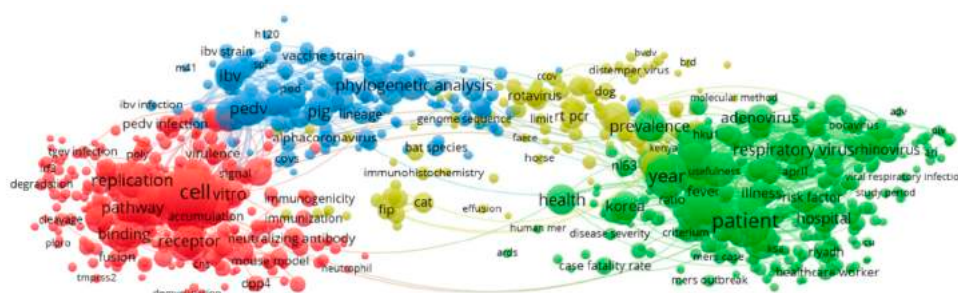 h120
ibv strain
vaccine strain
m41
ibv
ped
phylogenetic analysis
pedv
pig
lineage
ibv infection
genome sequence
pedv infection
alphacoronavirus
covs
bat species
bvdv
brd
ccov
distemper virus
rotavirus
dog
limit
rt pcr
faece
horse
immunohistochemistry
fip
cat
effusion
molecular method
prevalence
adenovirus
hku1
bocavirus
kenya
nl63
respiratory virus
rhinovirus
year
usefulness
april
viral respiratory infection
fever
illness
risk factor
study period
health
korea
ratio
patient
hospital
human mer
disease severity
criterium
ards
mers case
riyadh
case fatality rate
mers outbreak
healthcare worker
tgev infection
poly
virulence
signal
degradation
replication
cell
vitro
immunogenicity
cleavage
pathway
accumulation
immunization
plpro
binding
receptor
neutralizing antibody
fusion
cns
mouse model
neutrophil
tmprss2
dpp4